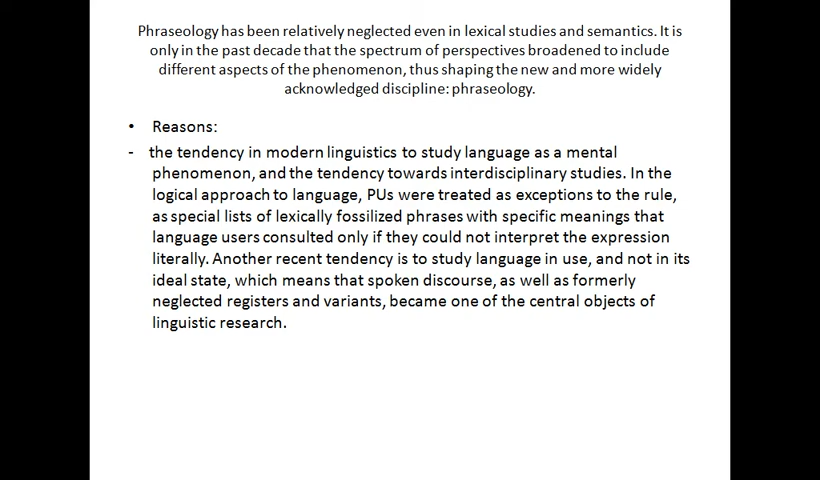 Phraseology has been relatively neglected even in lexical studies and semantics. It is
only in the past decade that the spectrum of perspectives broadened to include
different aspects of the phenomenon, thus shaping the new and more widely
acknowledged discipline: phraseology.
• Reasons:
- the tendency in modern linguistics to study language as a mental
phenomenon, and the tendency towards interdisciplinary studies. In the
logical approach to language, PUs were treated as exceptions to the rule,
as special lists of lexically fossilized phrases with specific meanings that
language users consulted only if they could not interpret the expression
literally. Another recent tendency is to study language in use, and not in its
ideal state, which means that spoken discourse, as well as formerly
neglected registers and variants, became one of the central objects of
linguistic research.